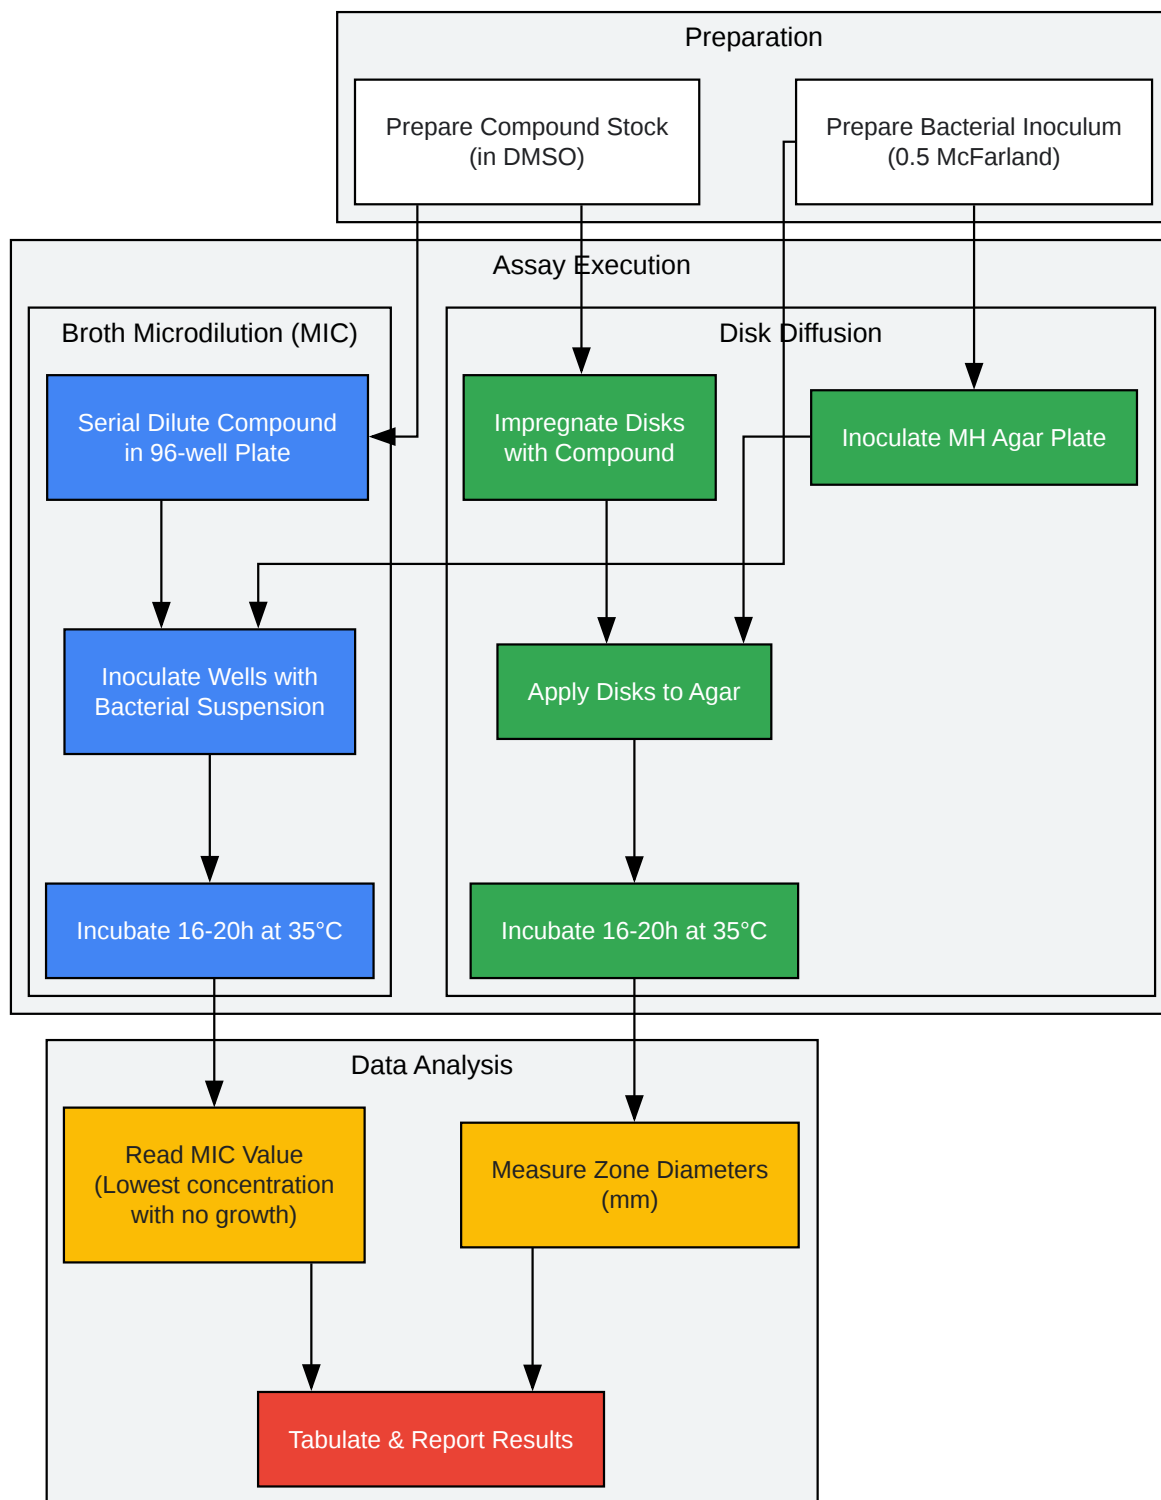 Preparation
Prepare Compound Stock
(in DMSO)
Prepare Bacterial Inoculum
(0.5 McFarland)
Assay Execution
Broth Microdilution (MIC)
Disk Diffusion
Serial Dilute Compound
in 96-well Plate
Impregnate Disks
with Compound
Inoculate MH Agar Plate
Inoculate Wells with
Bacterial Suspension
Apply Disks to Agar
Incubate 16-20h at 35°C
Incubate 16-20h at 35°C
Data Analysis
Read MIC Value
(Lowest concentration
with no growth)
Measure Zone Diameters
(mm)
Tabulate & Report Results